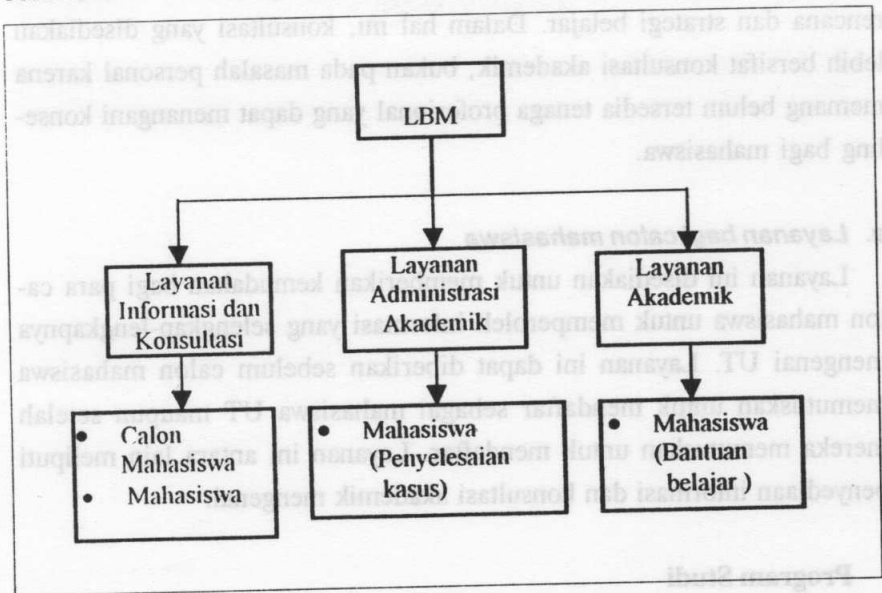 rencana dan strategi belajar. Dalam hal ini, konsultasi yang disediakan
lebih bersifat konsultasi akademik, bukan pada masalah personal karena
memang belum tersedia tenaga profesional yang dapat menangani konse-
ling bagi mahasiswa.
LBM
Layanan bagi calon mahasiswa
Layanan ini disediakan untuk memberikan kemudahan bagi para ca-
lon mahasiswa untuk memperoleh informasi yang selengkap-lengkapnya
mengenai UT. Layanan ini dapat diberikan sebelum calon mahasiswa
memutuskan untuk mendaftar sebagai mahasiswa UT maupun setelah
mereka memutuskan untuk mendaftar. Layanan ini antara lain meliputi
penyediaan informasi dan konsultasi akademik mengenai:
Layanan
Informasi dan
Konsultasi
Layanan
Administrasi
Akademik
Layanan
Akademik
• Calon
Mahasiswa
• Mahasiswa
• Mahasiswa
(Penyelesaian
kasus)
• Mahasiswa
(Bantuan
belajar )
Program Studi